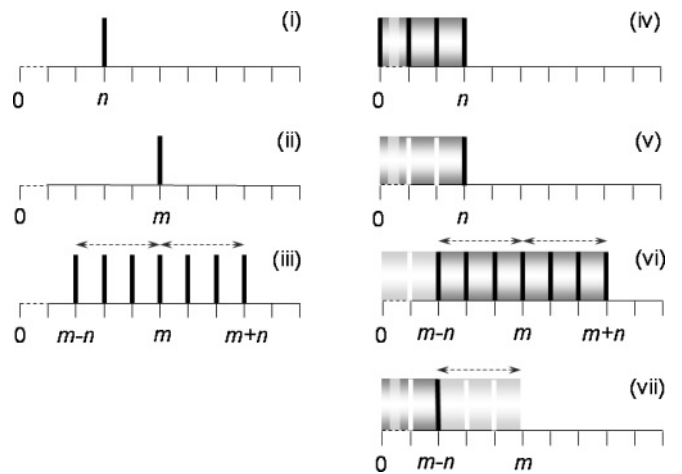 (i)
0 n
(ii)
0 m
(iii)
0 m-n m m+n
(iv)
0 n
(v)
0 n
(vi)
0 m-n m m+n
(vii)
0 m-n m